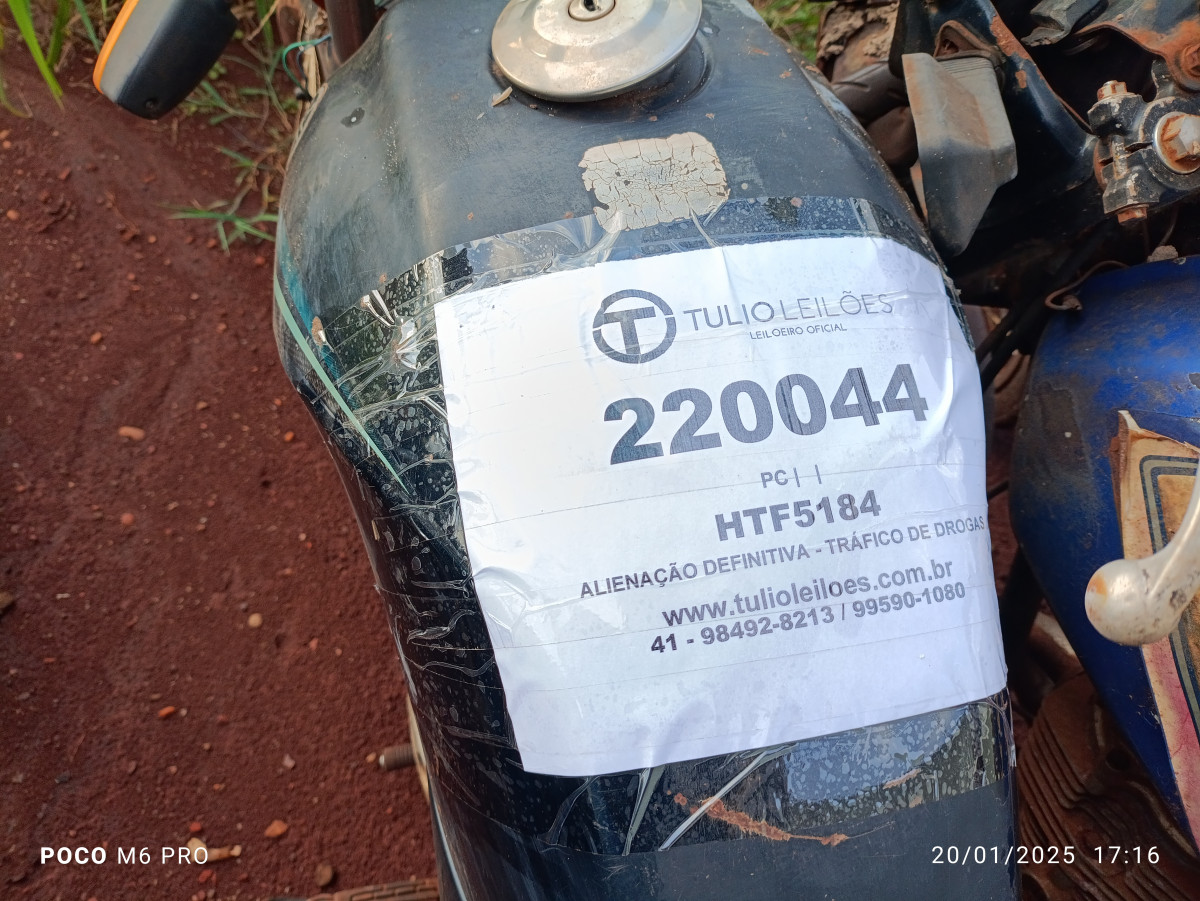 TULIO LEILÕES
LEILOEIRO OFICIAL
220044
PC | |
HTF5184
ALIENAÇÃO DEFINITIVA - TRÁFICO DE DROGAS
www.tulioleiloes.com.br
41 - 98492-8213 / 99590-1080
POCO M6 PRO
20/01/2025 17:16